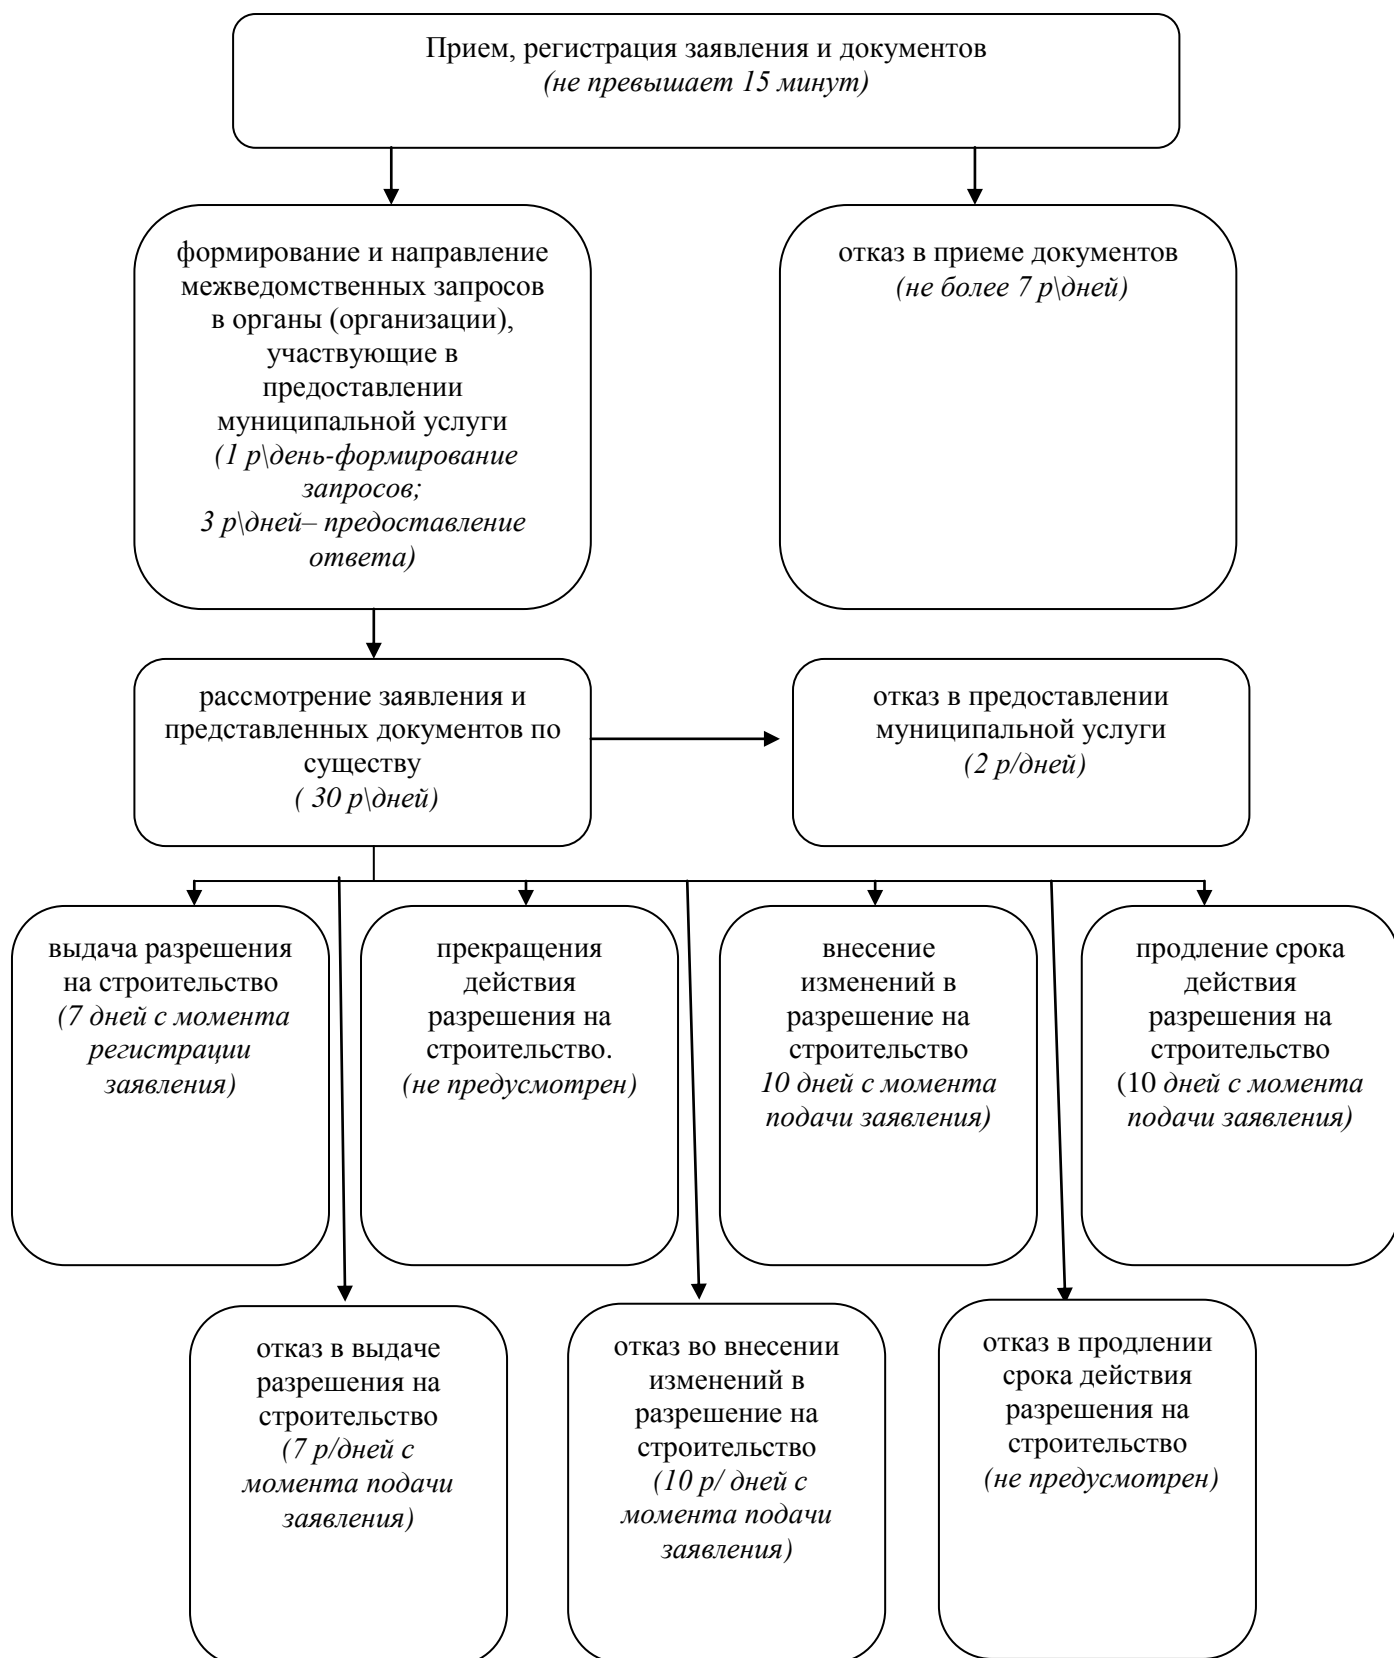 Прием, регистрация заявления и документов
(не превышает 15 минут)
формирование и направление
межведомственных запросов
в органы (организации),
участвующие в
предоставлении
муниципальной услуги
(1 р\день-формирование
запросов;
3 р\дней– предоставление
ответа)
отказ в приеме документов
(не более 7 р\дней)
рассмотрение заявления и
представленных документов по
существу
( 30 р\дней)
отказ в предоставлении
муниципальной услуги
(2 р/дней)
выдача разрешения
на строительство
(7 дней с момента
регистрации
заявления)
прекращения
действия
разрешения на
строительство.
(не предусмотрен)
внесение
изменений в
разрешение на
строительство
10 дней с момента
подачи заявления)
продление срока
действия
разрешения на
строительство
(10 дней с момента
подачи заявления)
отказ в выдаче
разрешения на
строительство
(7 р/дней с
момента подачи
заявления)
отказ во внесении
изменений в
разрешение на
строительство
(10 р/ дней с
момента подачи
заявления)
отказ в продлении
срока действия
разрешения на
строительство
(не предусмотрен)